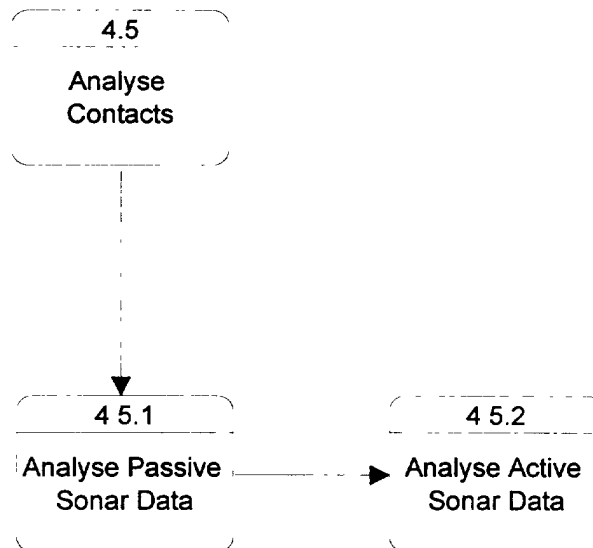 4.5
Analyse
Contacts
4 5.1
Analyse Passive
Sonar Data
4 5.2
Analyse Active
Sonar Data